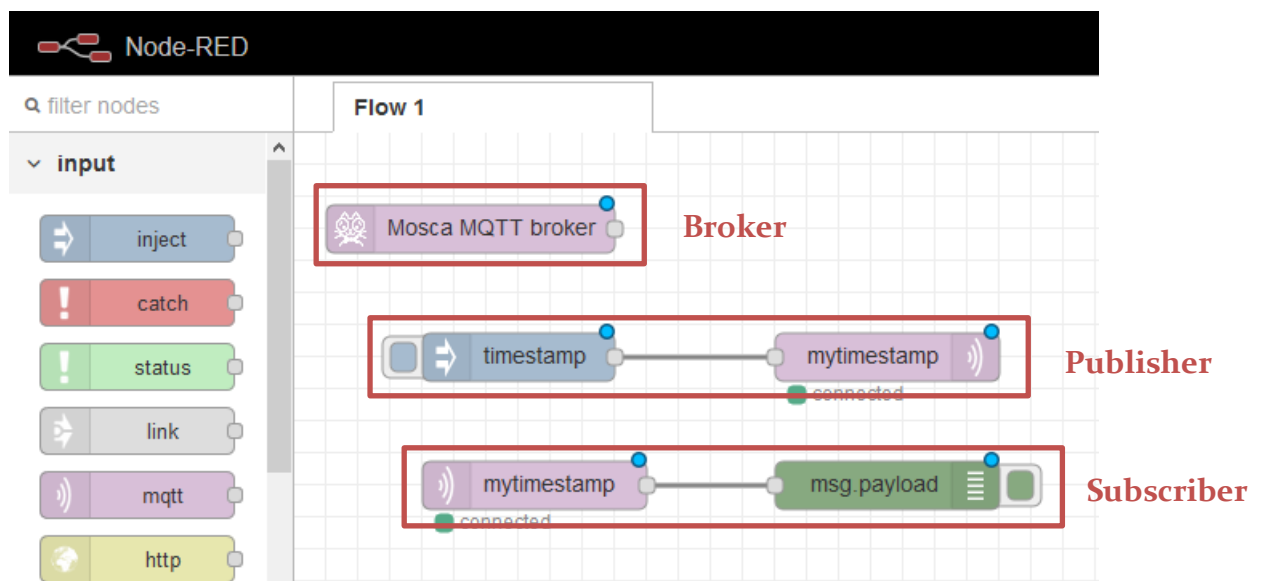 Node-RED
filter nodes
Flow 1
input
inject
catch
status
link
mqtt
http
Mosca MQTT broker
Broker
timestamp
mytimestamp
connected
Publisher
mytimestamp
connected
msg.payload
Subscriber